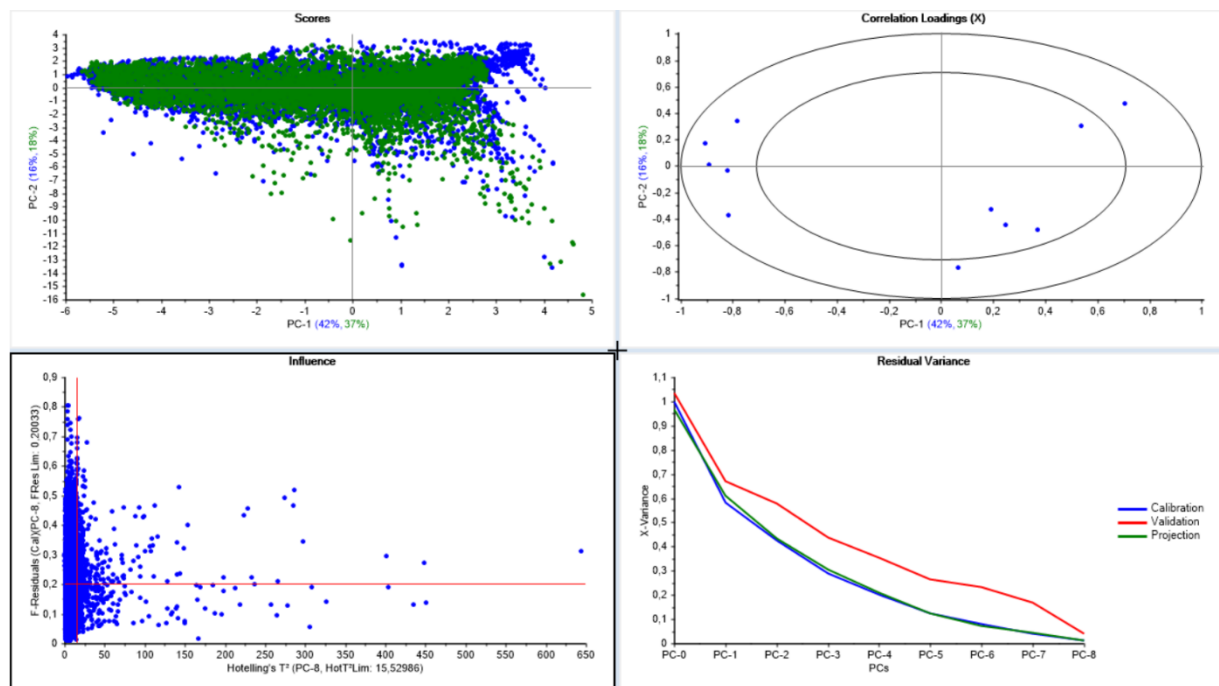 Scores
4
3
2
1
0
-1
-2
-3
-4
-5
-6
-7
-8
-9
-10
-11
-12
-13
-14
-15
-16
PC-2 (16%, 18%)
-6 -5 -4 -3 -2 -1 0 1 2 3 4 5
PC-1 (42%, 37%)
Correlation Loadings (X)
1
0,8
0,6
0,4
0,2
0
-0,2
-0,4
-0,6
-0,8
-1
PC-2 (16%, 18%)
-1 -0,8 -0,6 -0,4 -0,2 0 0,2 0,4 0,6 0,8 1
PC-1 (42%, 37%)
Influence
0,9
0,8
0,7
0,6
0,5
0,4
0,3
0,2
0,1
0
F-Residuals (Cal)(PC-8, FRes Lim: 0,20033)
0 50 100 150 200 250 300 350 400 450 500 550 600 650
Hotelling's T² (PC-8, HotT²Lim: 15,52986)
Residual Variance
1,1
1
0,9
0,8
0,7
0,6
0,5
0,4
0,3
0,2
0,1
0
X-Variance
PC-0 PC-1 PC-2 PC-3 PC-4 PC-5 PC-6 PC-7 PC-8
PCs
Calibration
Validation
Projection